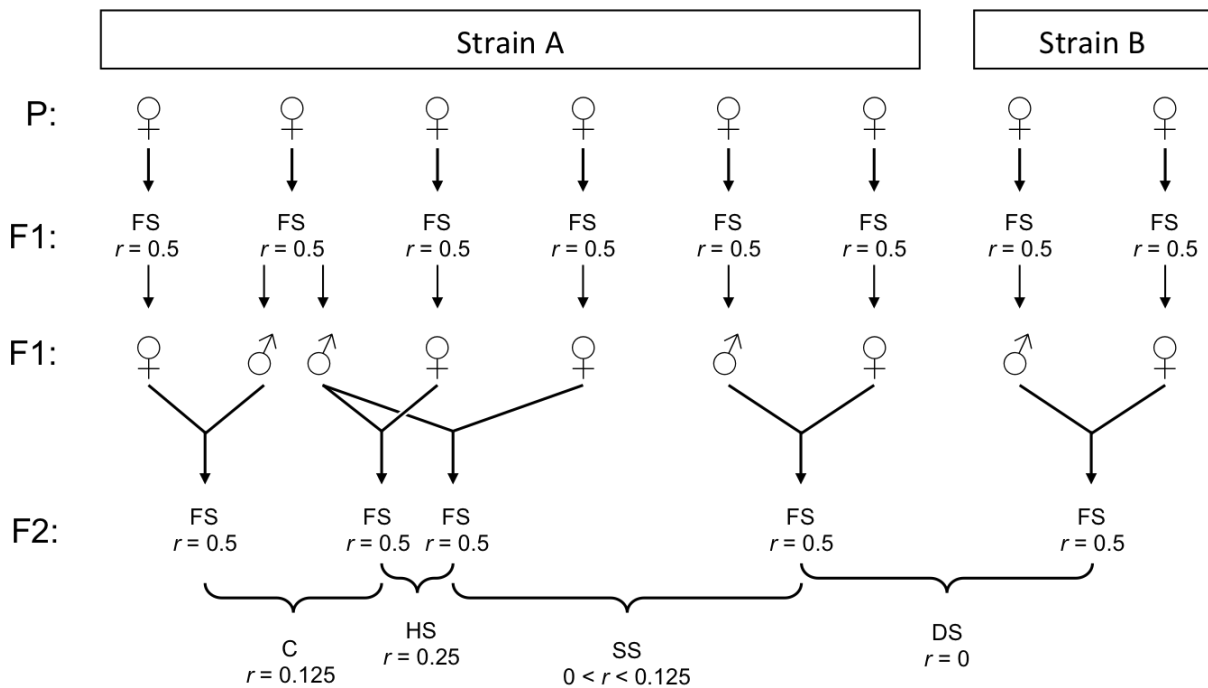 Strain A Strain B
P: ♀ ♀ ♀ ♀ ♀ ♀ ♀ ♀
F1: FS FS FS FS FS FS FS FS
r = 0.5 r = 0.5 r = 0.5 r = 0.5 r = 0.5 r = 0.5 r = 0.5 r = 0.5
F1: ♀ ♂ ♂ ♀ ♀ ♂ ♀ ♂ ♀
F2: FS FS FS FS FS
r = 0.5 r = 0.5 r = 0.5 r = 0.5 r = 0.5
C HS SS DS
r = 0.125 r = 0.25 0 < r < 0.125 r = 0